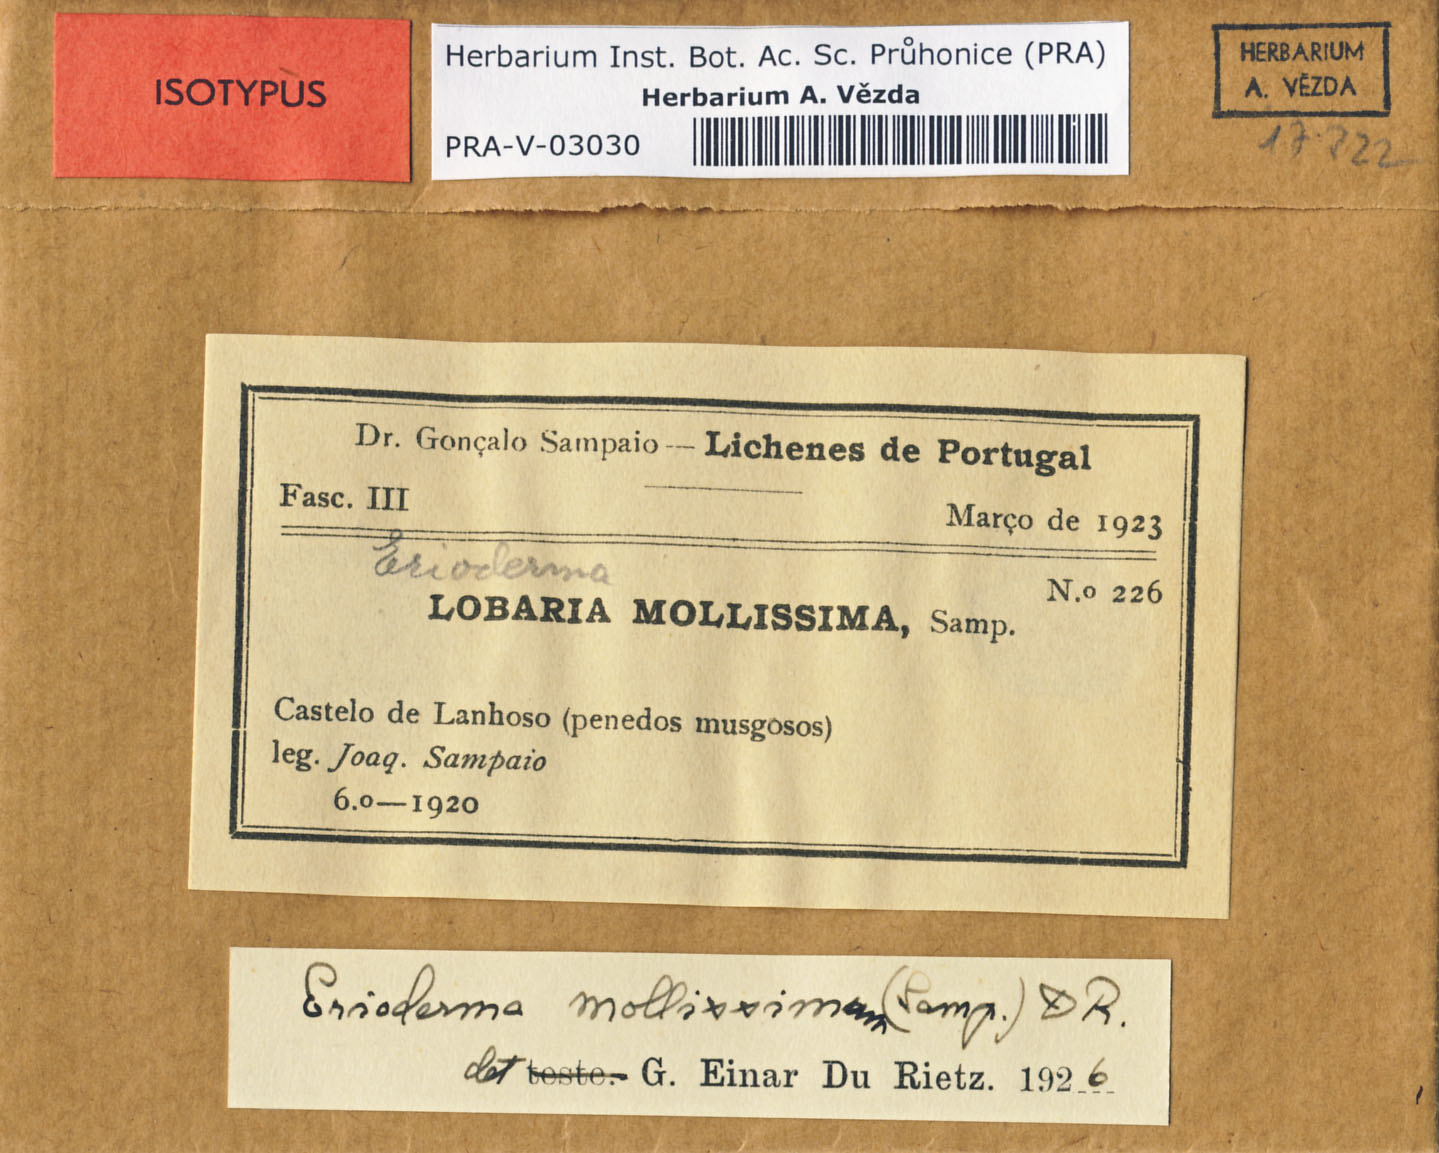 ISOTYPUS
Herbarium Inst. Bot. Ac. Sc. Průhonice (PRA)
Herbarium A. Vězda
PRA-V-03030
HERBARIUM
A. VĚZDA
Dr. Gonçalo Sampaio — Lichenes de Portugal
Fasc. III
Março de 1923
Erioderma
N.o 226
LOBARIA MOLLISSIMA, Samp.
Castelo de Lanhoso (penedos musgosos)
leg. Joaq. Sampaio
6.o—1920
Erioderma mollissimum (Samp.) DR.
det teste. G. Einar Du Rietz. 1926